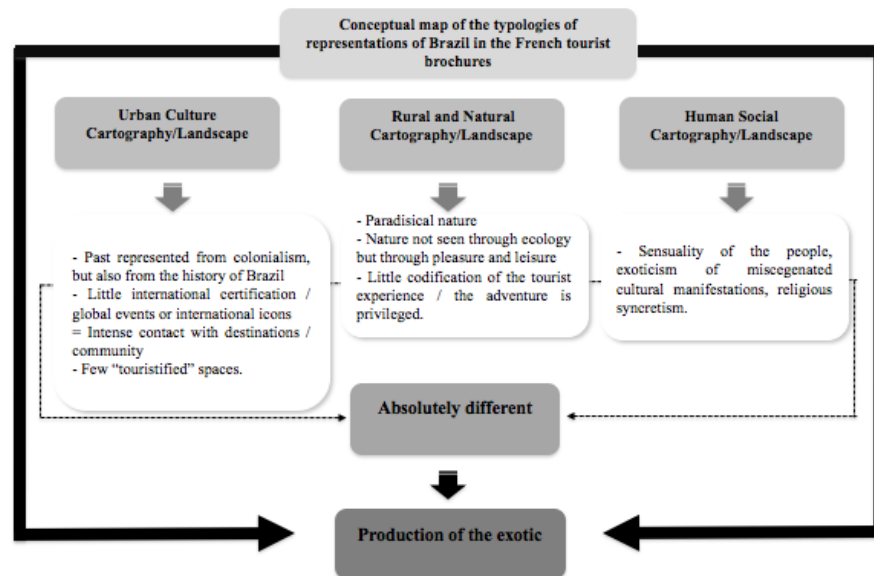 Conceptual map of the typologies of
representations of Brazil in the French tourist
brochures
Urban Culture
Cartography/Landscape
Rural and Natural
Cartography/Landscape
Human Social
Cartography/Landscape
- Past represented from colonialism,
but also from the history of Brazil
- Little international certification /
global events or international icons
= Intense contact with destinations /
community
- Few “touristified” spaces.
- Paradisical nature
- Nature not seen through ecology
but through pleasure and leisure
- Little codification of the tourist
experience / the adventure is
privileged.
- Sensuality of the people,
exoticism of miscegenated
cultural manifestations, religious
syncretism.
Absolutely different
Production of the exotic